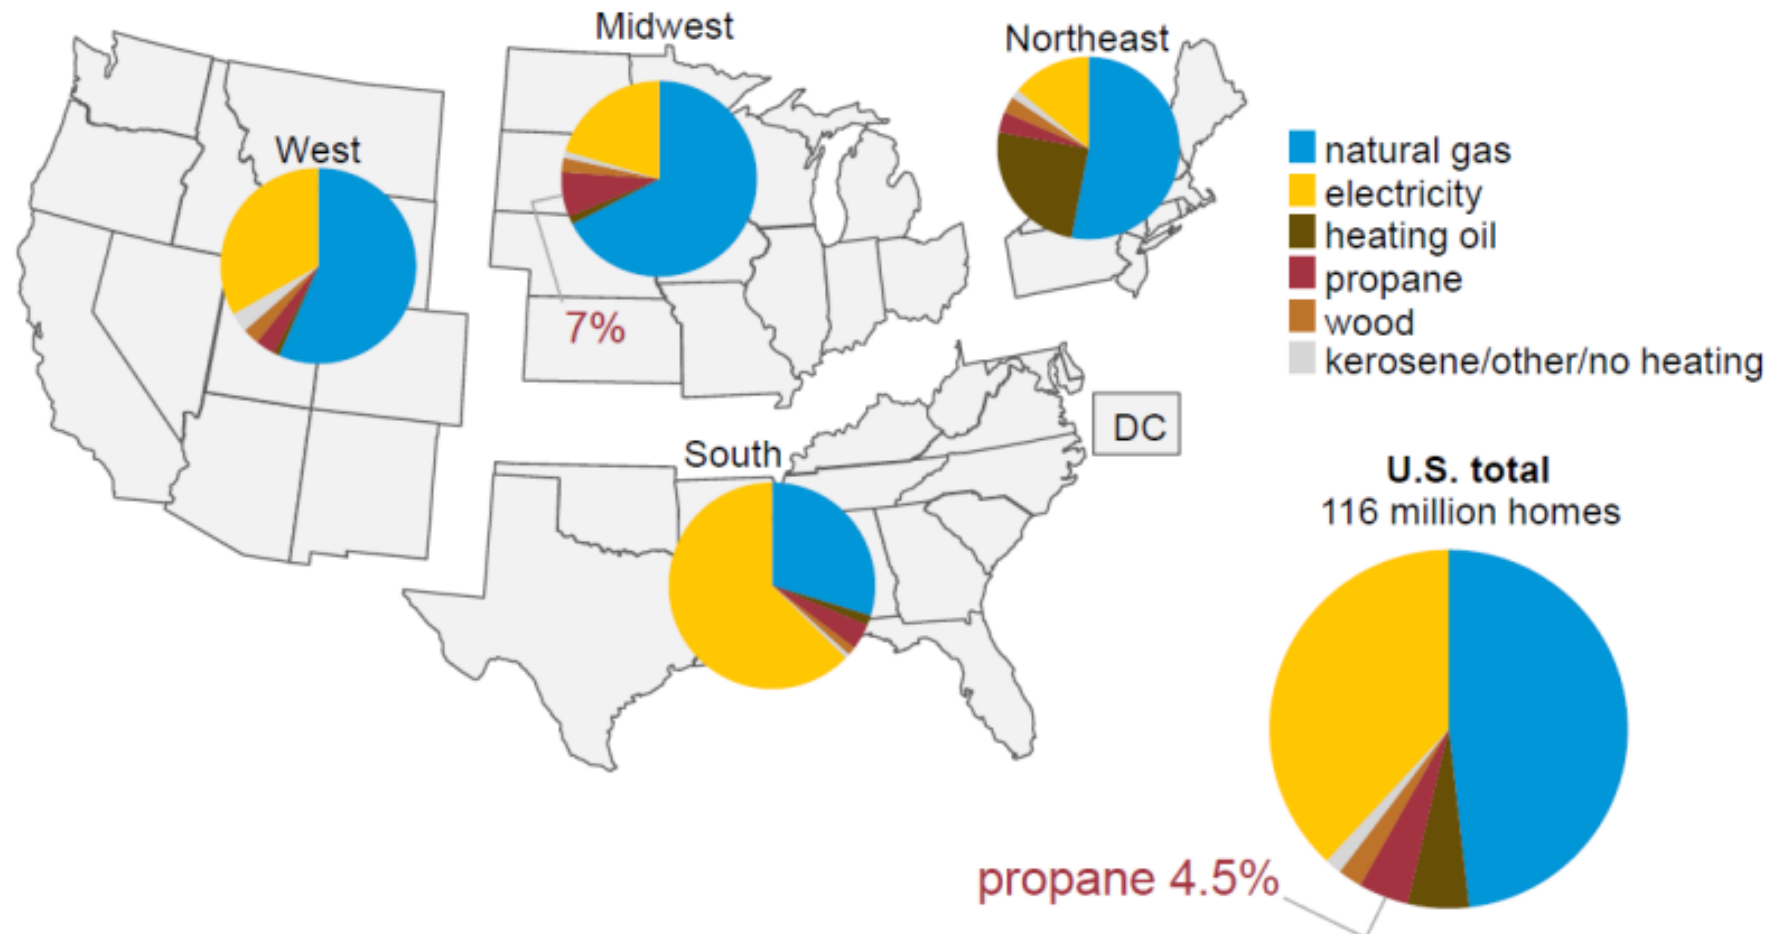 Midwest
Northeast
West
natural gas
electricity
heating oil
propane
wood
kerosene/other/no heating
7%
DC
South
U.S. total
116 million homes
propane 4.5%